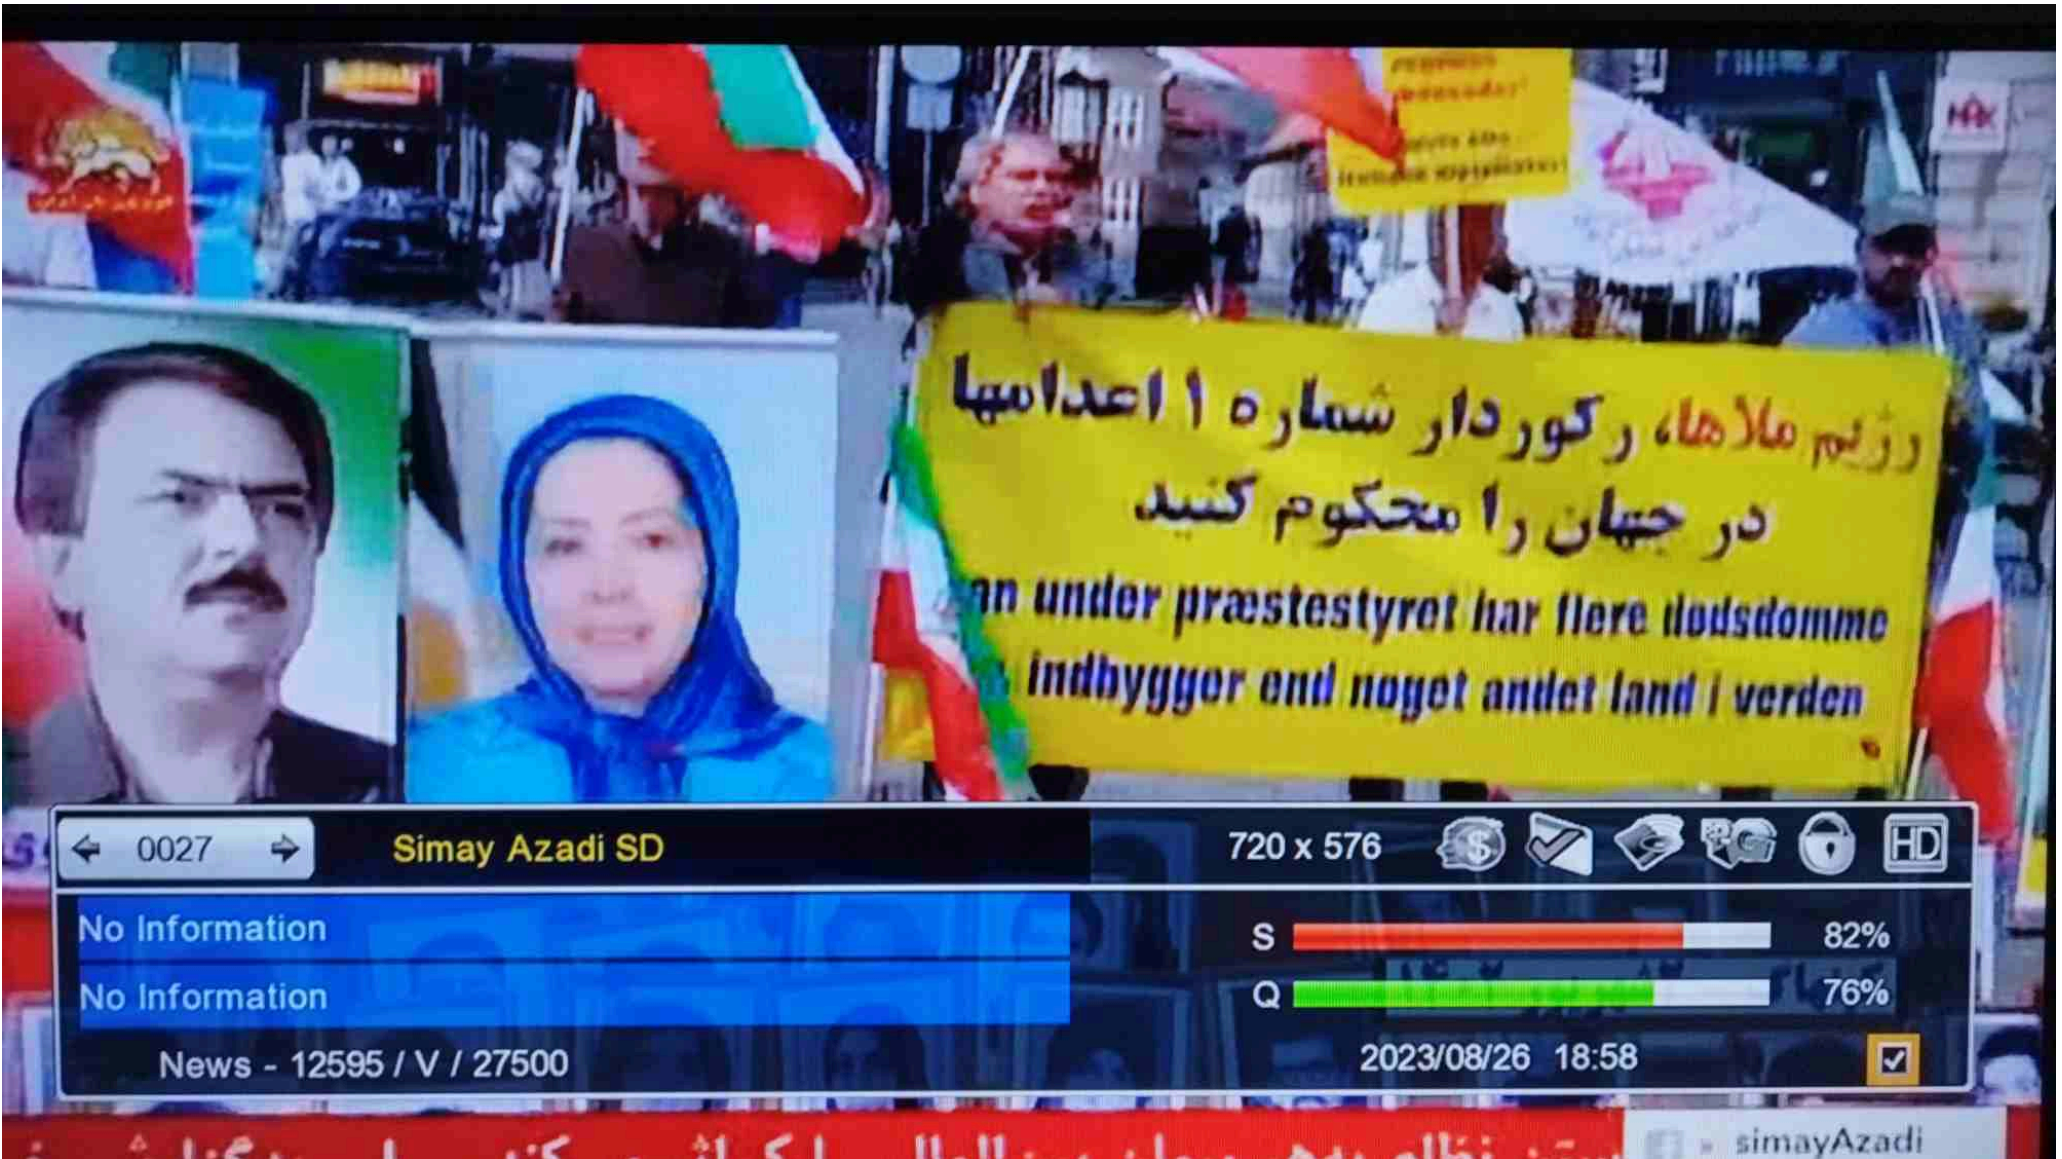 رژیم ملاها، رکوردار شماره ۱ اعدامها
در جهان را محکوم کنید
an under præstestyret har flere dødsdomme
indbygger end noget andet land i verden
0027
Simay Azadi SD
720 x 576
HD
No Information
S
82%
No Information
Q
76%
News - 12595 / V / 27500
2023/08/26 18:58
simayAzadi